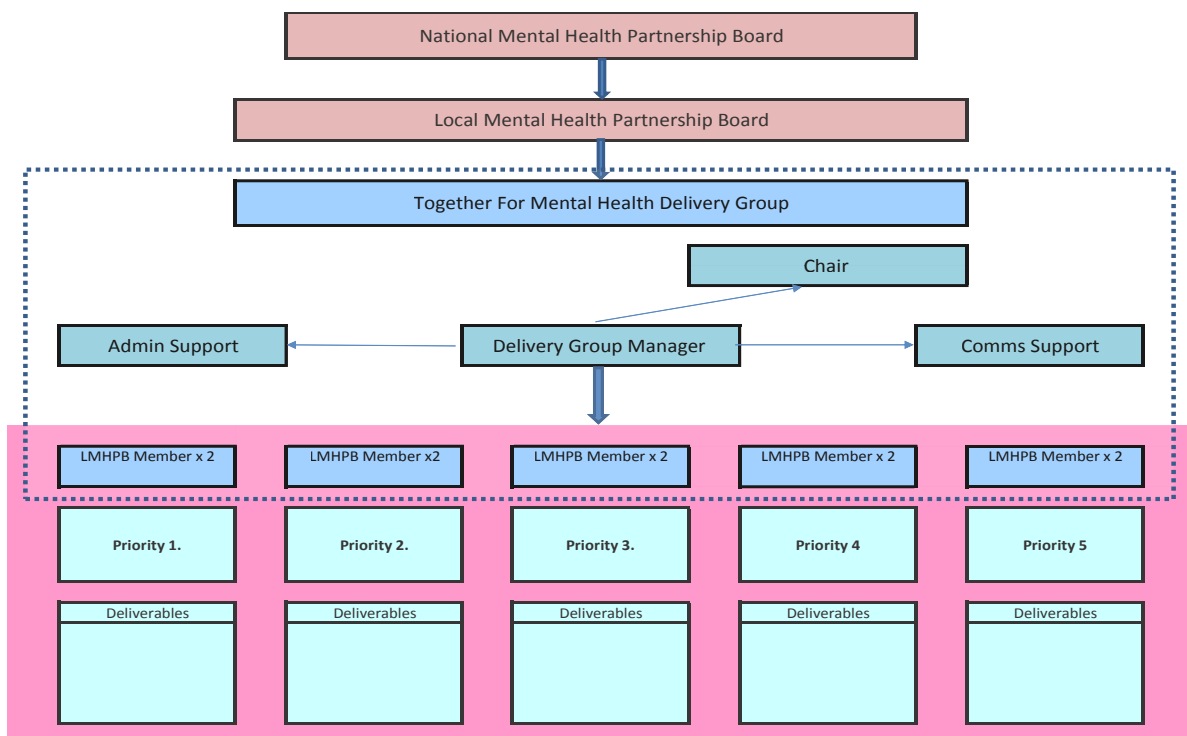 National Mental Health Partnership Board
Local Mental Health Partnership Board
Together For Mental Health Delivery Group
Chair
Admin Support
Delivery Group Manager
Comms Support
LMHPB Member x 2
LMHPB Member x2
LMHPB Member x 2
LMHPB Member x 2
LMHPB Member x 2
Priority 1.
Priority 2.
Priority 3.
Priority 4
Priority 5
Deliverables
Deliverables
Deliverables
Deliverables
Deliverables